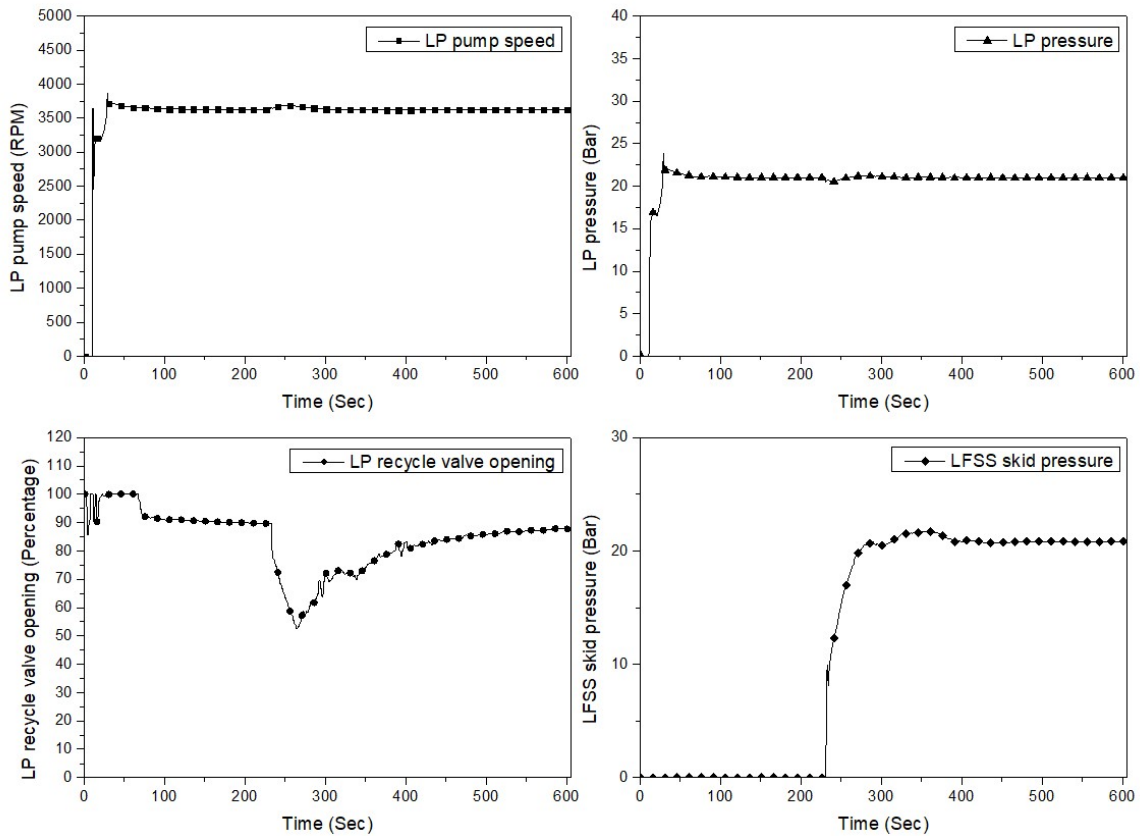 LP pump speed (RPM)
5000
4500
4000
3500
3000
2500
2000
1500
1000
500
0
LP pump speed
0 100 200 300 400 500 600
Time (Sec)
LP pressure (Bar)
40
35
30
25
20
15
10
5
0
LP pressure
0 100 200 300 400 500 600
Time (Sec)
LP recycle valve opening (Percentage)
120
110
100
90
80
70
60
50
40
30
20
10
0
LP recycle valve opening
0 100 200 300 400 500 600
Time (Sec)
LFSS skid pressure (Bar)
30
20
10
0
LFSS skid pressure
0 100 200 300 400 500 600
Time (Sec)